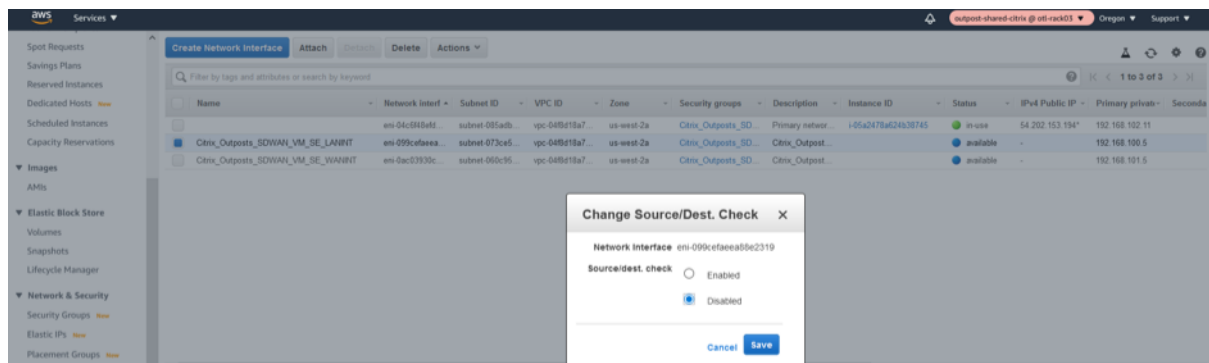 aws Services
outpost-shared-citrix @ otl-rack03 Oregon Support
Spot Requests
Savings Plans
Reserved Instances
Dedicated Hosts New
Scheduled Instances
Capacity Reservations
Images
AMIs
Elastic Block Store
Volumes
Snapshots
Lifecycle Manager
Network & Security
Security Groups New
Elastic IPs New
Placement Groups New
Create Network Interface Attach Detach Delete Actions
Filter by tags and attributes or search by keyword
1 to 3 of 3
Name Network interf Subnet ID VPC ID Zone Security groups Description Instance ID Status IPv4 Public IP Primary privat Seconda
eni-04c6f48efd... subnet-085adb... vpc-04f8d18a7... us-west-2a Citrix_Outposts_SD... Primary networ... i-05a2478a624b38745 in-use 54.202.153.194* 192.168.102.11
Citrix_Outposts_SDWAN_VM_SE_LANINT eni-099cefaeea... subnet-073ce5... vpc-04f8d18a7... us-west-2a Citrix_Outposts_SD... Citrix_Outpost... available - 192.168.100.5
Citrix_Outposts_SDWAN_VM_SE_WANINT eni-0ac03930c... subnet-060c95... vpc-04f8d18a7... us-west-2a Citrix_Outposts_SD... Citrix_Outpost... available - 192.168.101.5
Change Source/Dest. Check
Network Interface eni-099cefaeea88e2319
Source/dest. check Enabled
Disabled
Cancel Save